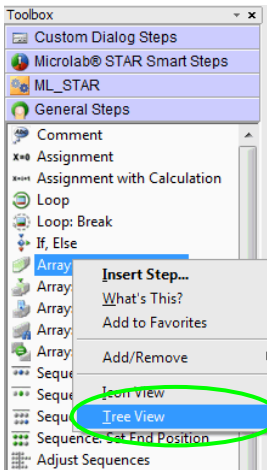 Toolbox
Custom Dialog Steps
Microlab® STAR Smart Steps
ML_STAR
General Steps
Comment
X=0 Assignment
Assignment with Calculation
Loop
Loop: Break
If, Else
Array
Array
Array
Array
Array
Seque
Seque
Seque
Sequence: Set End Position
Adjust Sequences
Insert Step...
What's This?
Add to Favorites
Add/Remove
Icon View
Tree View